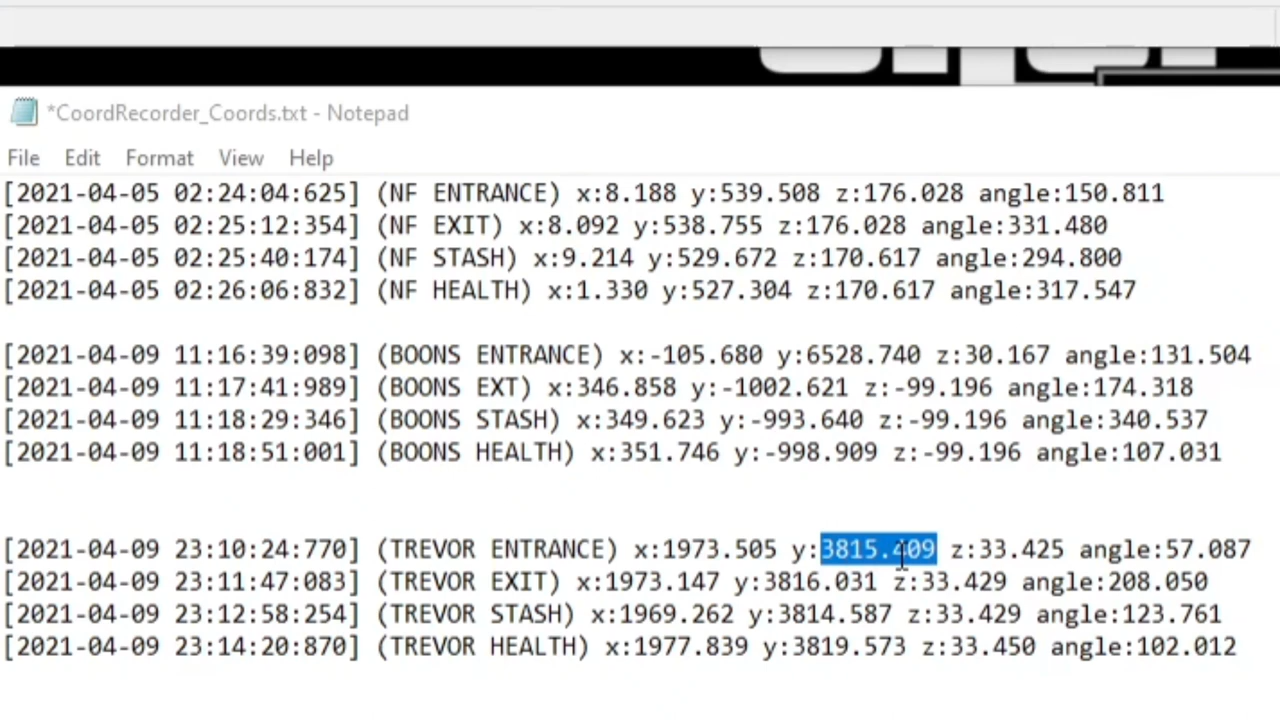 *CoordRecorder_Coords.txt - Notepad
File Edit Format View Help
[2021-04-05 02:24:04:625] (NF ENTRANCE) x:8.188 y:539.508 z:176.028 angle:150.811
[2021-04-05 02:25:12:354] (NF EXIT) x:8.092 y:538.755 z:176.028 angle:331.480
[2021-04-05 02:25:40:174] (NF STASH) x:9.214 y:529.672 z:170.617 angle:294.800
[2021-04-05 02:26:06:832] (NF HEALTH) x:1.330 y:527.304 z:170.617 angle:317.547
[2021-04-09 11:16:39:098] (BOONS ENTRANCE) x:-105.680 y:6528.740 z:30.167 angle:131.504
[2021-04-09 11:17:41:989] (BOONS EXT) x:346.858 y:-1002.621 z:-99.196 angle:174.318
[2021-04-09 11:18:29:346] (BOONS STASH) x:349.623 y:-993.640 z:-99.196 angle:340.537
[2021-04-09 11:18:51:001] (BOONS HEALTH) x:351.746 y:-998.909 z:-99.196 angle:107.031
[2021-04-09 23:10:24:770] (TREVOR ENTRANCE) x:1973.505 y:3815.409 z:33.425 angle:57.087
[2021-04-09 23:11:47:083] (TREVOR EXIT) x:1973.147 y:3816.031 z:33.429 angle:208.050
[2021-04-09 23:12:58:254] (TREVOR STASH) x:1969.262 y:3814.587 z:33.429 angle:123.761
[2021-04-09 23:14:20:870] (TREVOR HEALTH) x:1977.839 y:3819.573 z:33.450 angle:102.012